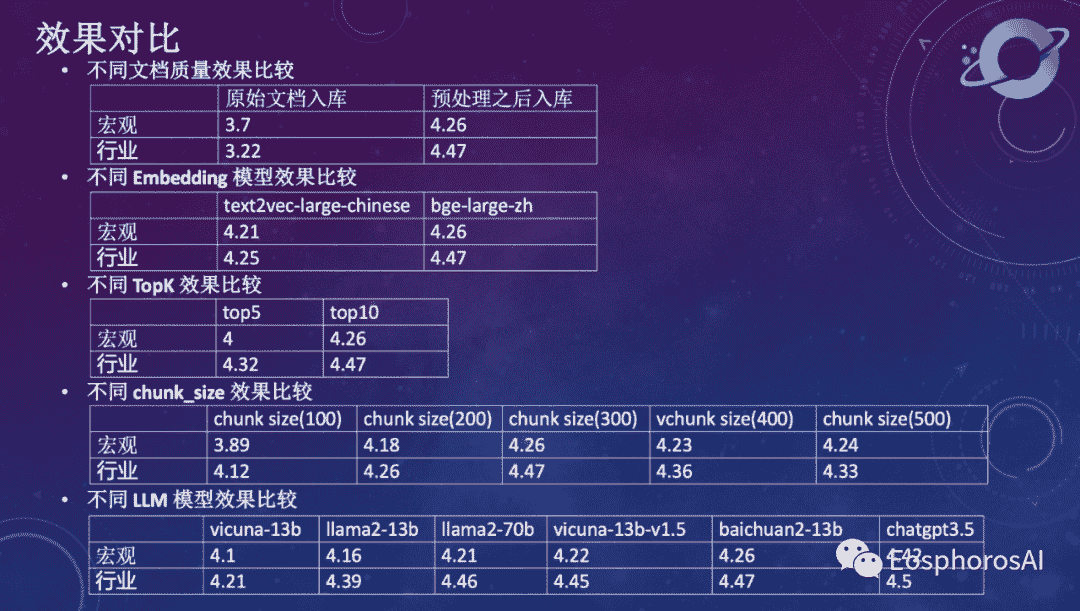 效果对比
• 不同文档质量效果比较
原始文档入库 预处理之后入库
宏观 3.7 4.26
行业 3.22 4.47
• 不同 Embedding 模型效果比较
text2vec-large-chinese bge-large-zh
宏观 4.21 4.26
行业 4.25 4.47
• 不同 TopK 效果比较
top5 top10
宏观 4 4.26
行业 4.32 4.47
• 不同 chunk_size 效果比较
chunk size(100) chunk size(200) chunk size(300) vchunk size(400) chunk size(500)
宏观 3.89 4.18 4.26 4.23 4.24
行业 4.12 4.26 4.47 4.36 4.33
• 不同 LLM 模型效果比较
vicuna-13b llama2-13b llama2-70b vicuna-13b-v1.5 baichuan2-13b chatgpt3.5
宏观 4.1 4.16 4.21 4.22 4.26
行业 4.21 4.39 4.46 4.45 4.47 4.5
EosphorosAI